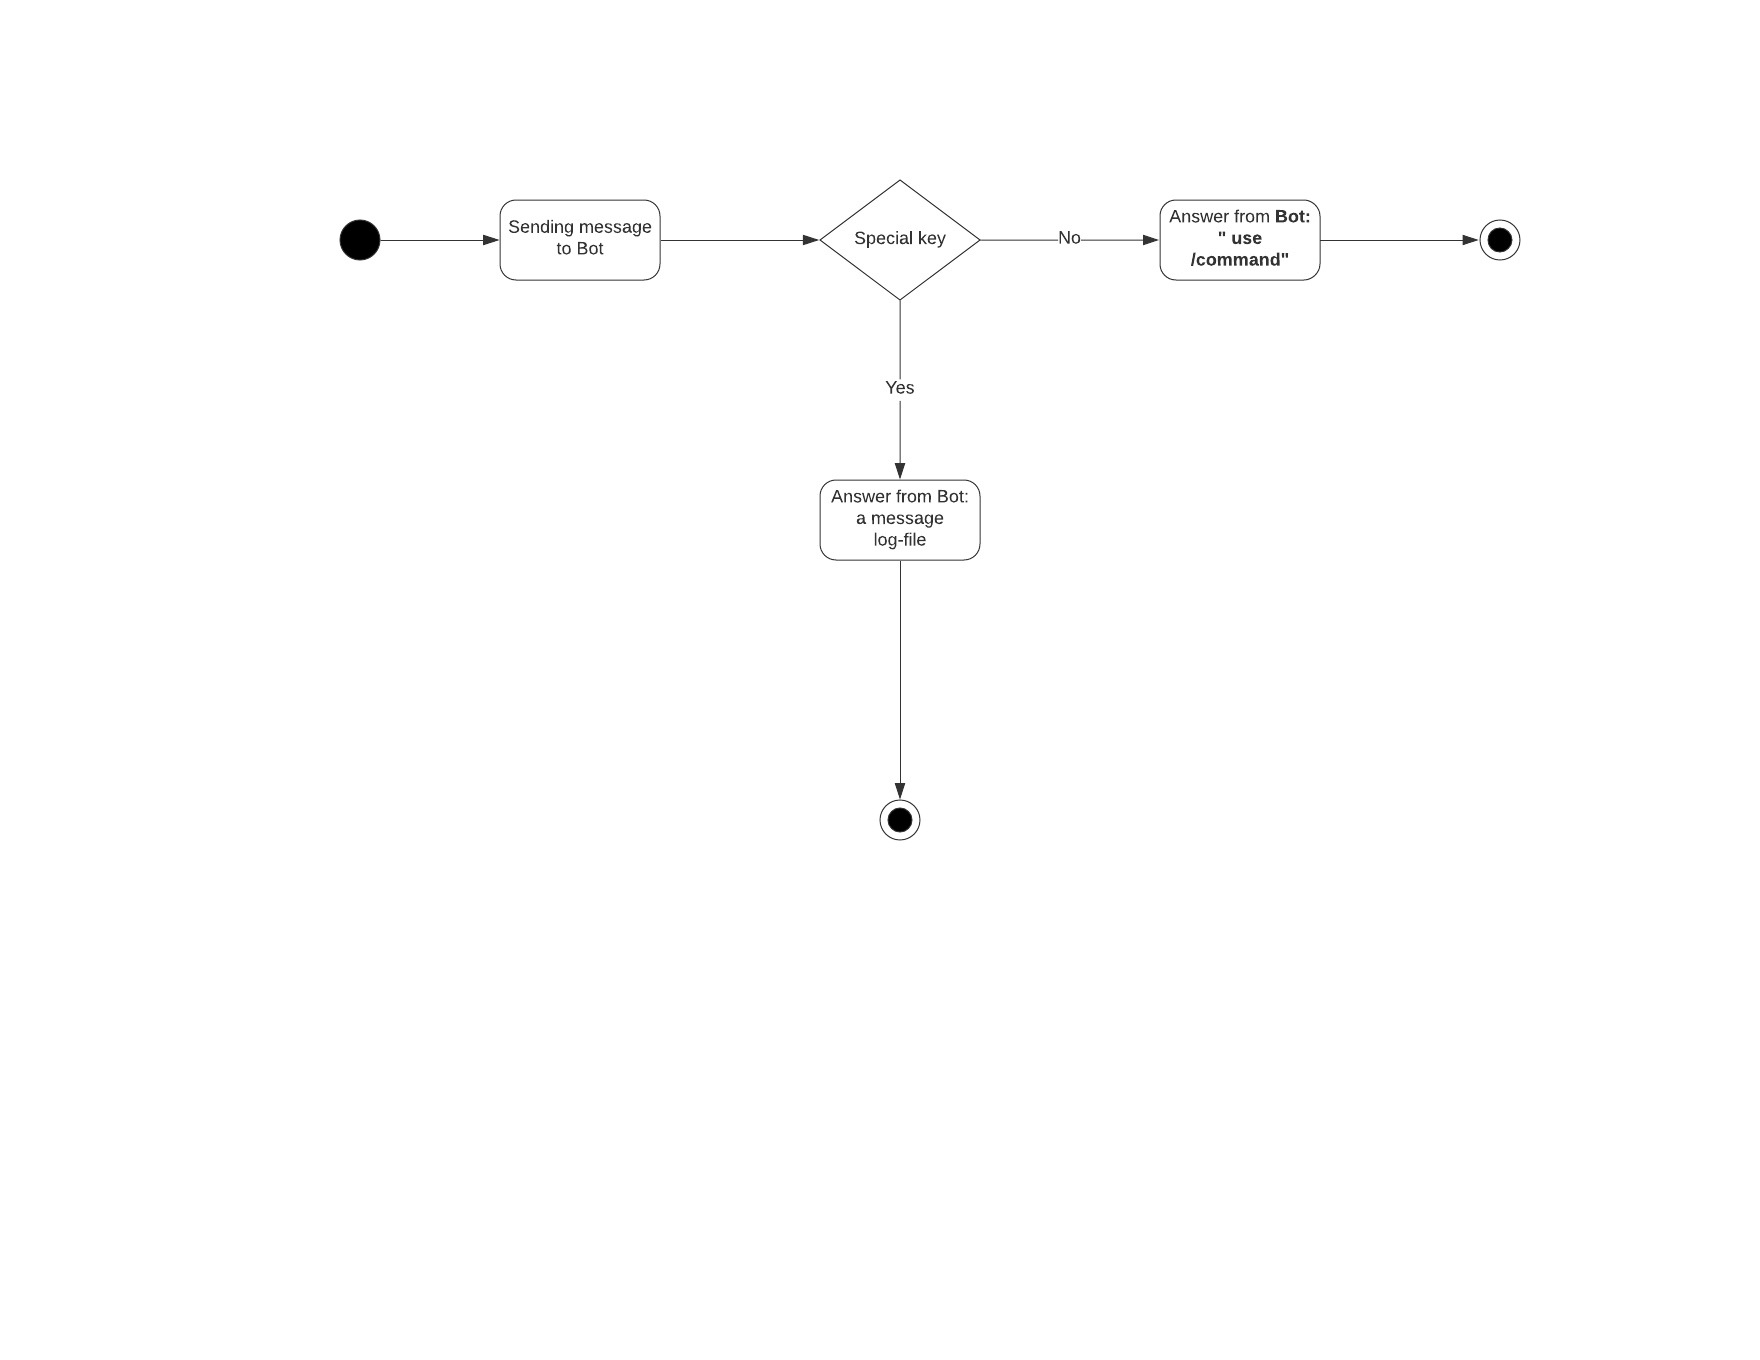 Sending message
to Bot
Special key
No
Answer from Bot:
" use
/command"
Yes
Answer from Bot:
a message
log-file